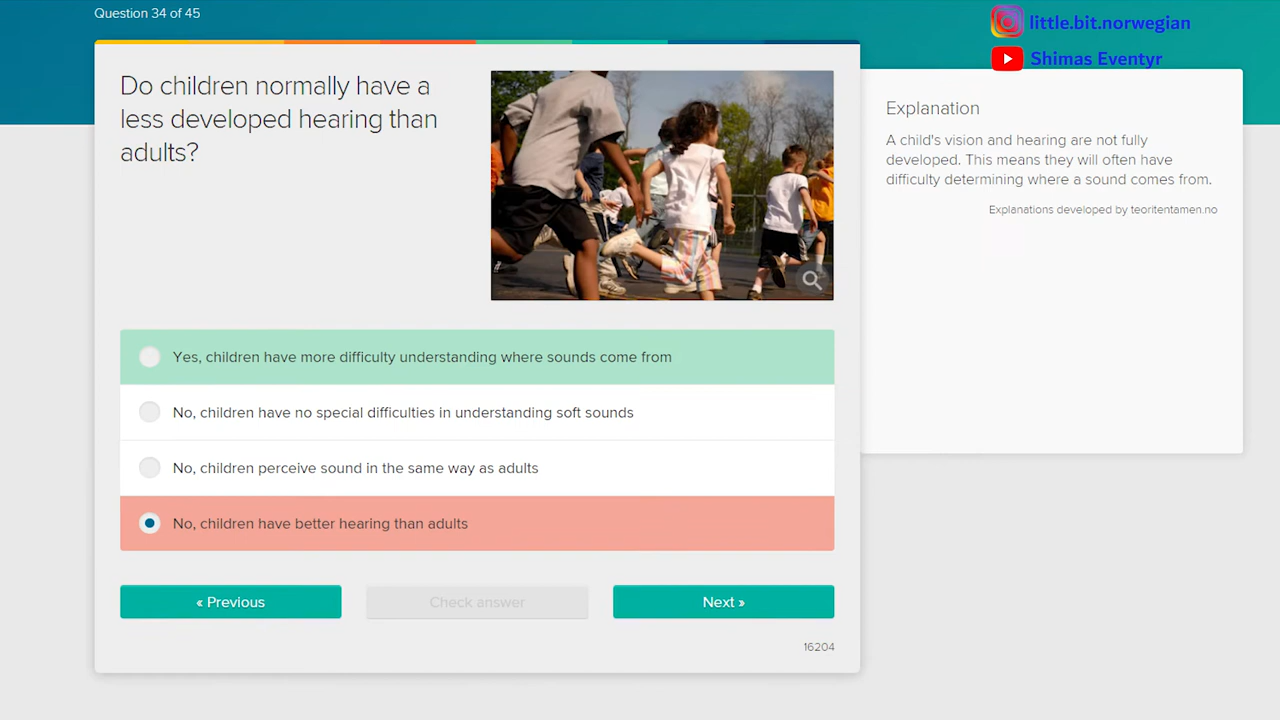 Question 34 of 45
little.bit.norwegian
Shimas Eventyr
Do children normally have a
less developed hearing than
adults?
Explanation
A child's vision and hearing are not fully
developed. This means they will often have
difficulty determining where a sound comes from.
Explanations developed by teoritentamen.no
Yes, children have more difficulty understanding where sounds come from
No, children have no special difficulties in understanding soft sounds
No, children perceive sound in the same way as adults
No, children have better hearing than adults
« Previous
Check answer
Next »
16204